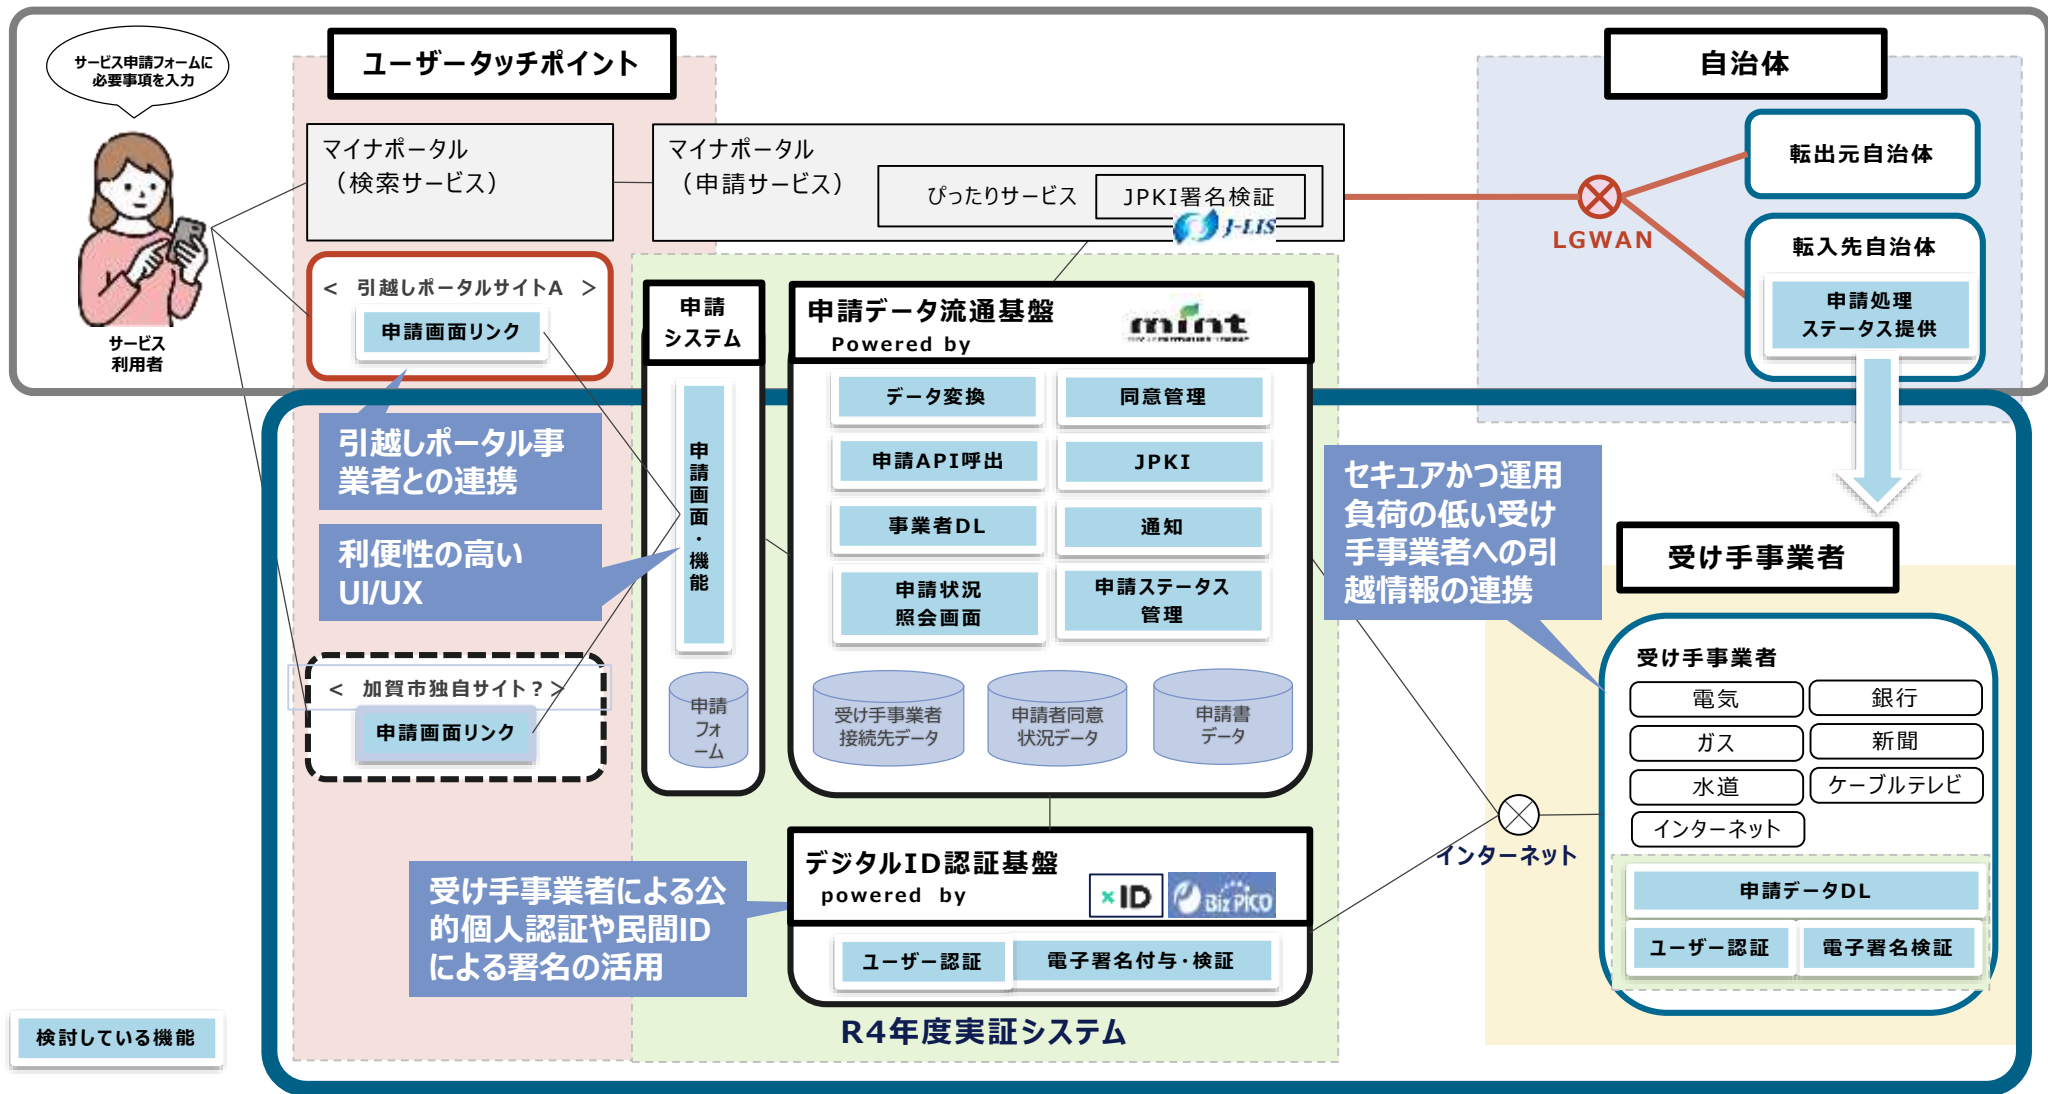 サービス申請フォームに
必要事項を入力
サービス
利用者
ユーザータッチポイント
マイナポータル
（検索サービス）
マイナポータル
（申請サービス）
ぴったりサービス
JPKI署名検証
J-LIS
LGWAN
自治体
転出元自治体
転入先自治体
申請処理
ステータス提供
< 引越しポータルサイトA >
申請画面リンク
引越しポータル事
業者との連携
利便性の高い
UI/UX
< 加賀市独自サイト？>
申請画面リンク
申請
システム
申請画面・機能
申請
フォ
ーム
申請データ流通基盤
Powered by
mint
データ変換
同意管理
申請API呼出
JPKI
事業者DL
通知
申請状況
照会画面
申請ステータス
管理
受け手事業者
接続先データ
申請者同意
状況データ
申請書
データ
デジタルID認証基盤
powered by
×ID
BizPiCO
ユーザー認証
電子署名付与・検証
受け手事業者による公
的個人認証や民間ID
による署名の活用
R4年度実証システム
セキュアかつ運用
負荷の低い受け
手事業者への引
越情報の連携
インターネット
受け手事業者
受け手事業者
電気
銀行
ガス
新聞
水道
ケーブルテレビ
インターネット
申請データDL
ユーザー認証
電子署名検証
検討している機能